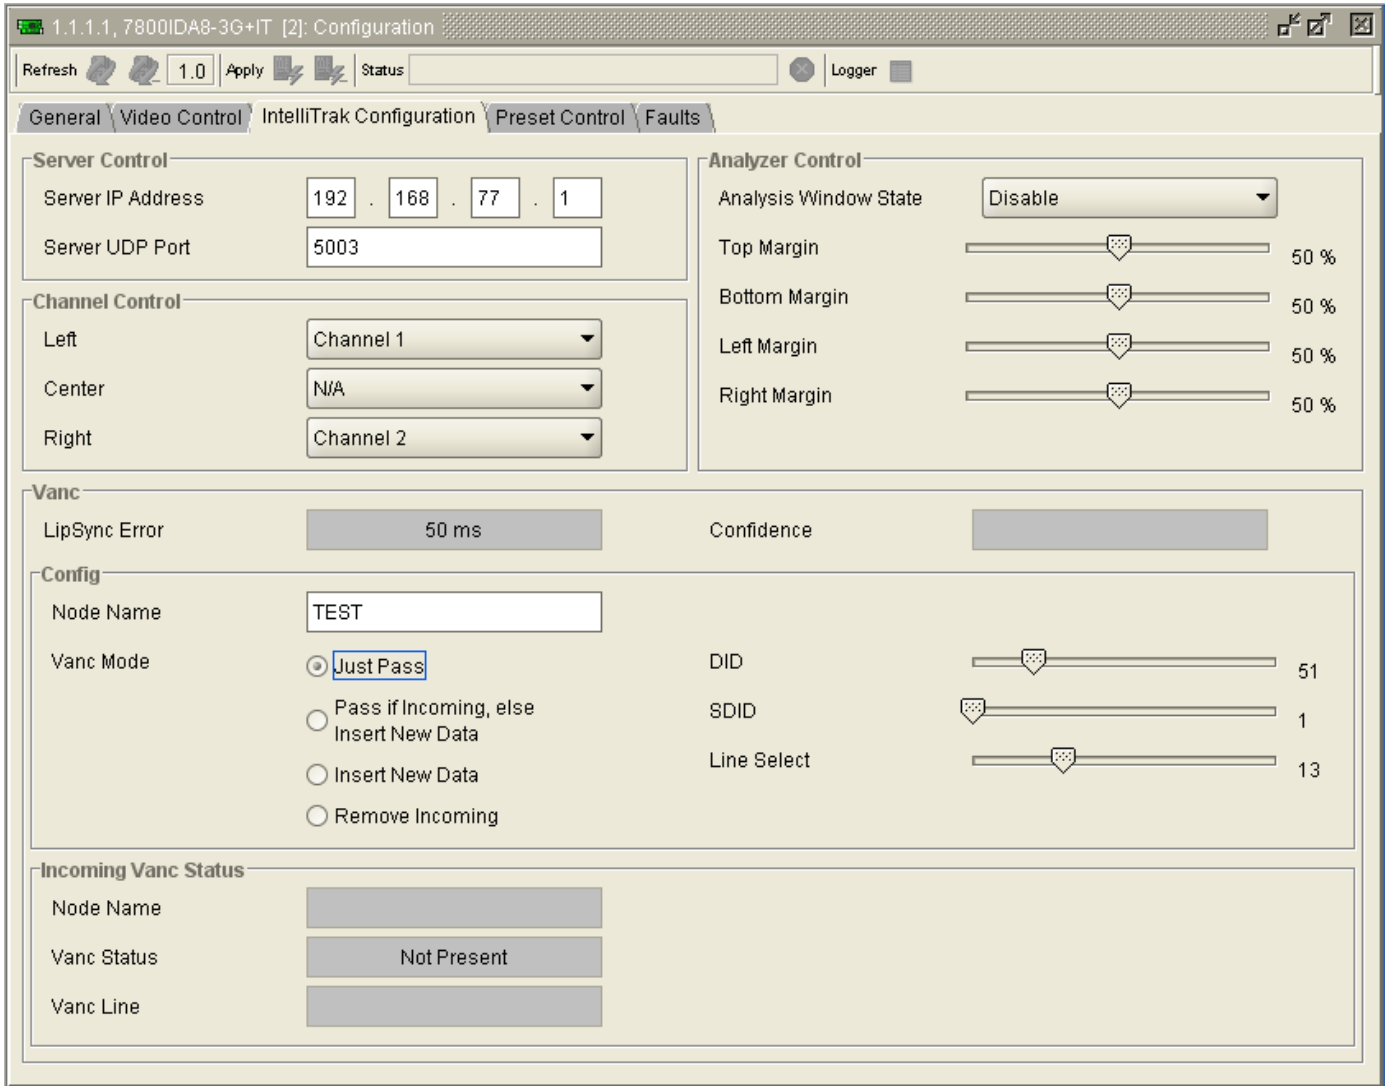 1.1.1.1, 7800IDA8-3G+IT [2]: Configuration
Refresh 1.0 Apply Status Logger
General Video Control IntelliTrak Configuration Preset Control Faults
Server Control
Server IP Address 192 . 168 . 77 . 1
Server UDP Port 5003
Channel Control
Left Channel 1
Center N/A
Right Channel 2
Analyzer Control
Analysis Window State Disable
Top Margin 50 %
Bottom Margin 50 %
Left Margin 50 %
Right Margin 50 %
Vanc
LipSync Error 50 ms Confidence
Config
Node Name TEST
Vanc Mode Just Pass
Pass if Incoming, else
Insert New Data
Insert New Data
Remove Incoming
DID 51
SDID 1
Line Select 13
Incoming Vanc Status
Node Name
Vanc Status Not Present
Vanc Line